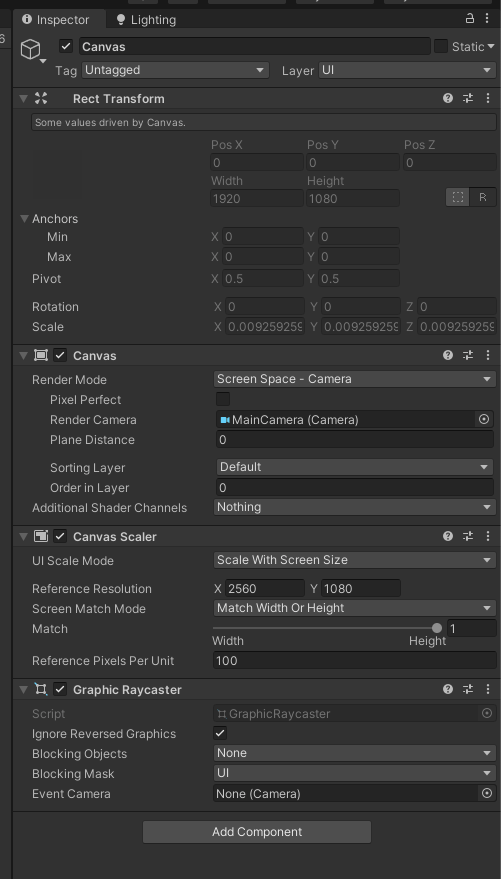 6
Inspector Lighting
Canvas Static
Tag Untagged Layer UI
Rect Transform
Some values driven by Canvas.
Pos X Pos Y Pos Z
0 0 0
Width Height
1920 1080 R
Anchors
Min X 0 Y 0
Max X 0 Y 0
Pivot X 0.5 Y 0.5
Rotation X 0 Y 0 Z 0
Scale X 0.009259259 Y 0.009259259 Z 0.009259259
Canvas
Render Mode Screen Space - Camera
Pixel Perfect
Render Camera MainCamera (Camera)
Plane Distance 0
Sorting Layer Default
Order in Layer 0
Additional Shader Channels Nothing
Canvas Scaler
UI Scale Mode Scale With Screen Size
Reference Resolution X 2560 Y 1080
Screen Match Mode Match Width Or Height
Match 1
Width Height
Reference Pixels Per Unit 100
Graphic Raycaster
Script GraphicRaycaster
Ignore Reversed Graphics
Blocking Objects None
Blocking Mask UI
Event Camera None (Camera)
Add Component